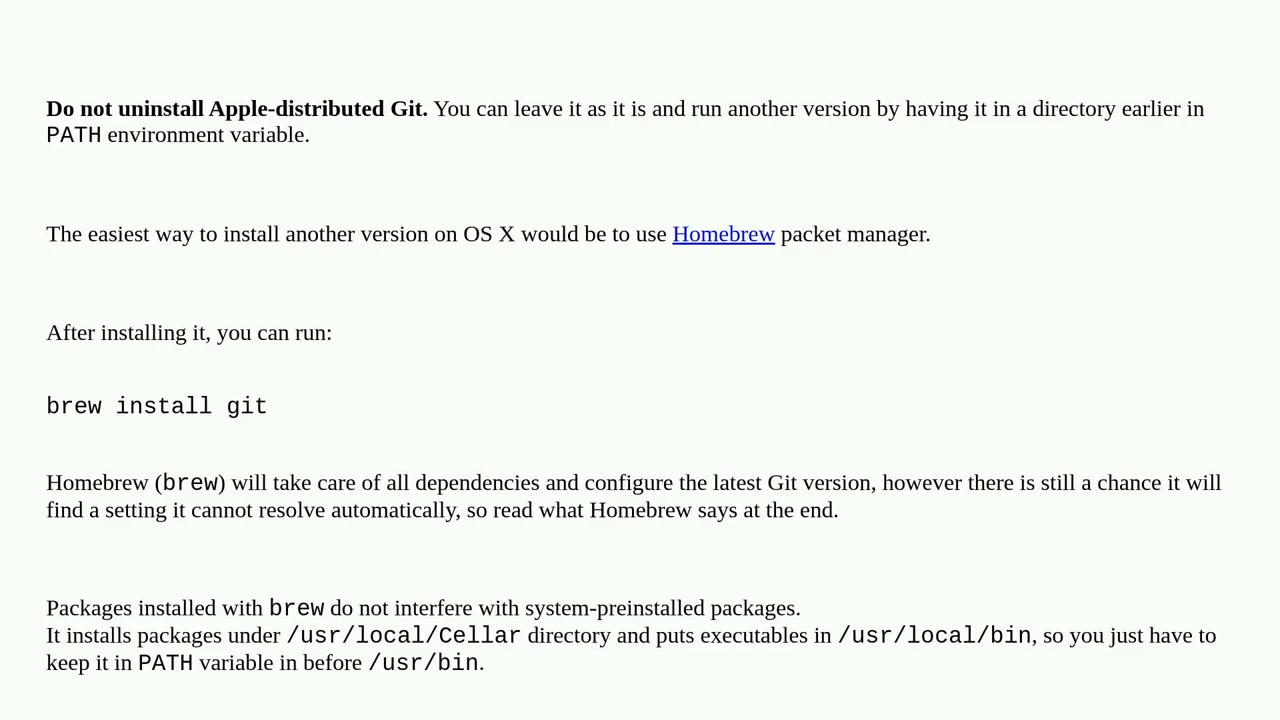 Do not uninstall Apple-distributed Git. You can leave it as it is and run another version by having it in a directory earlier in
PATH environment variable.
The easiest way to install another version on OS X would be to use Homebrew packet manager.
After installing it, you can run:
brew install git
Homebrew (brew) will take care of all dependencies and configure the latest Git version, however there is still a chance it will
find a setting it cannot resolve automatically, so read what Homebrew says at the end.
Packages installed with brew do not interfere with system-preinstalled packages.
It installs packages under /usr/local/Cellar directory and puts executables in /usr/local/bin, so you just have to
keep it in PATH variable in before /usr/bin.